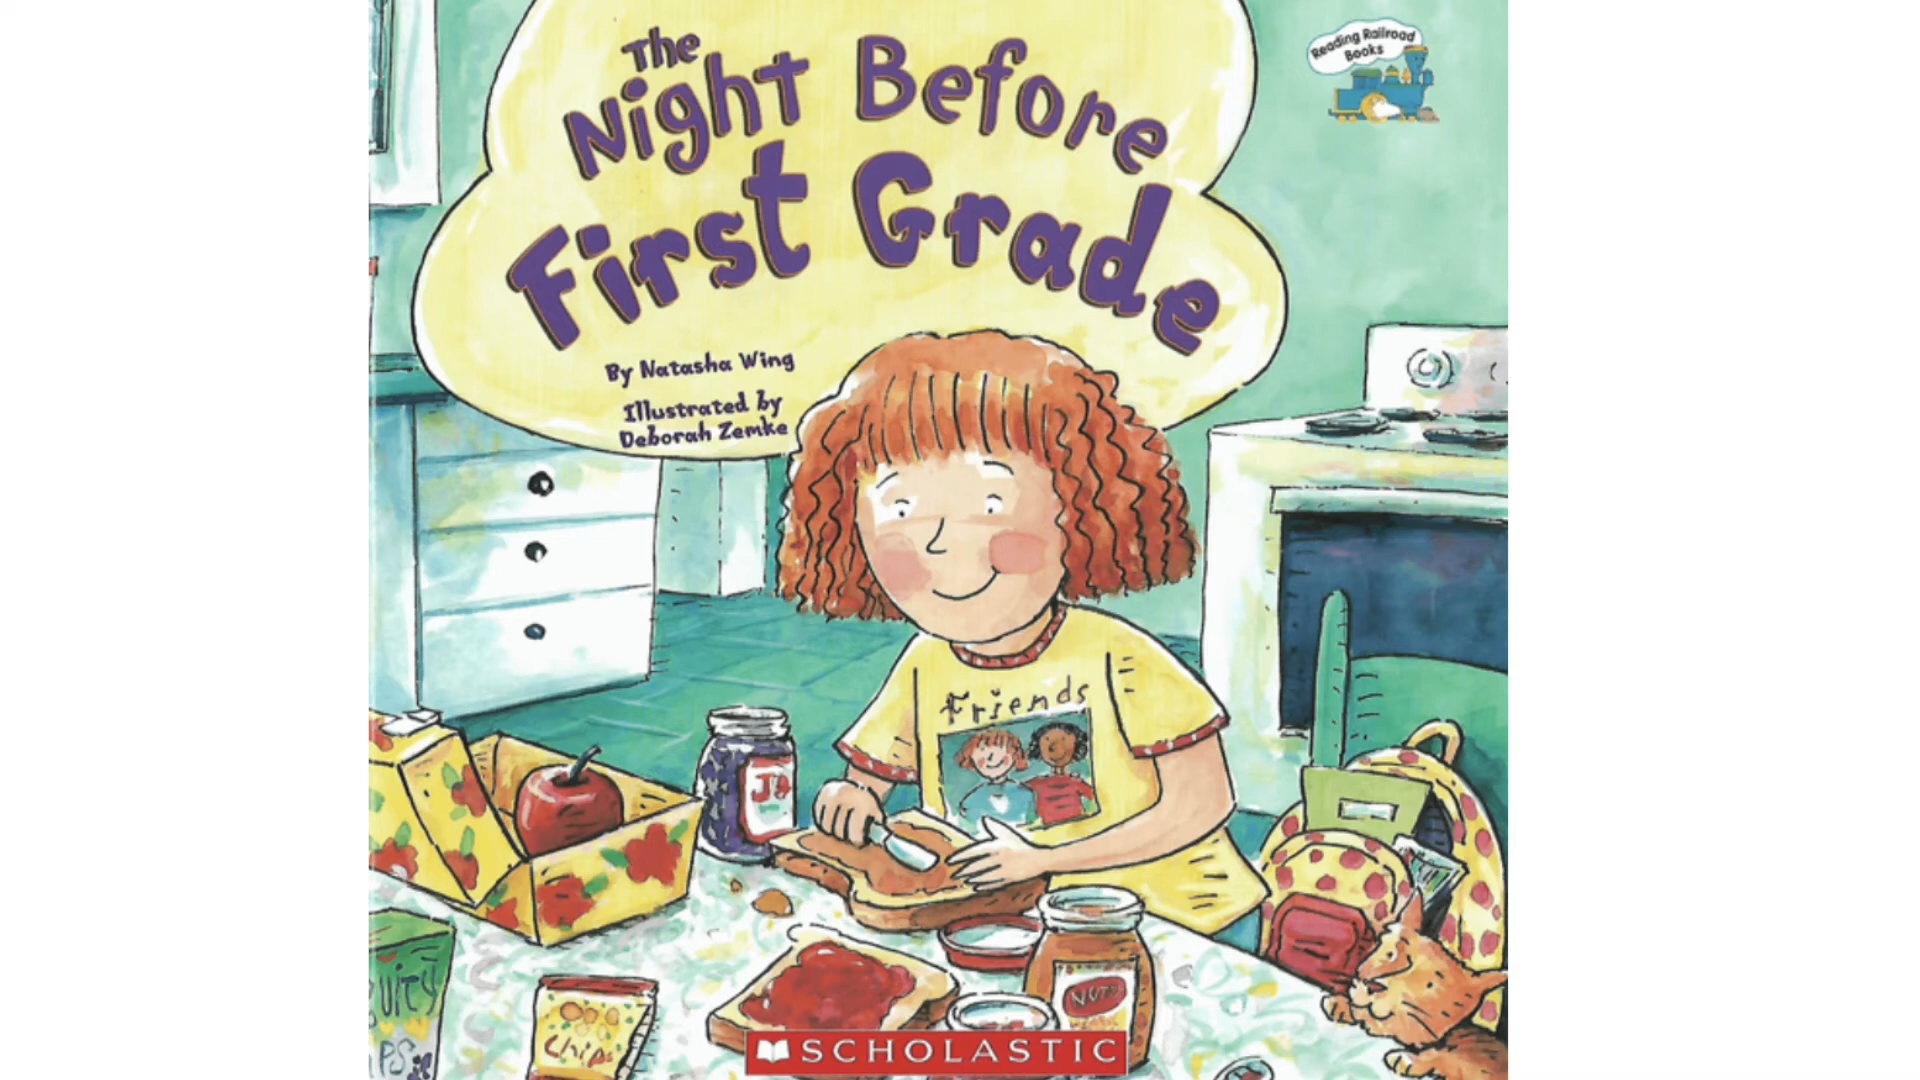 The
Night Before
First Grade
By Natasha Wing
Illustrated by
Deborah Zemke
Reading Railroad
Books
Friends
Chips
SCHOLASTIC